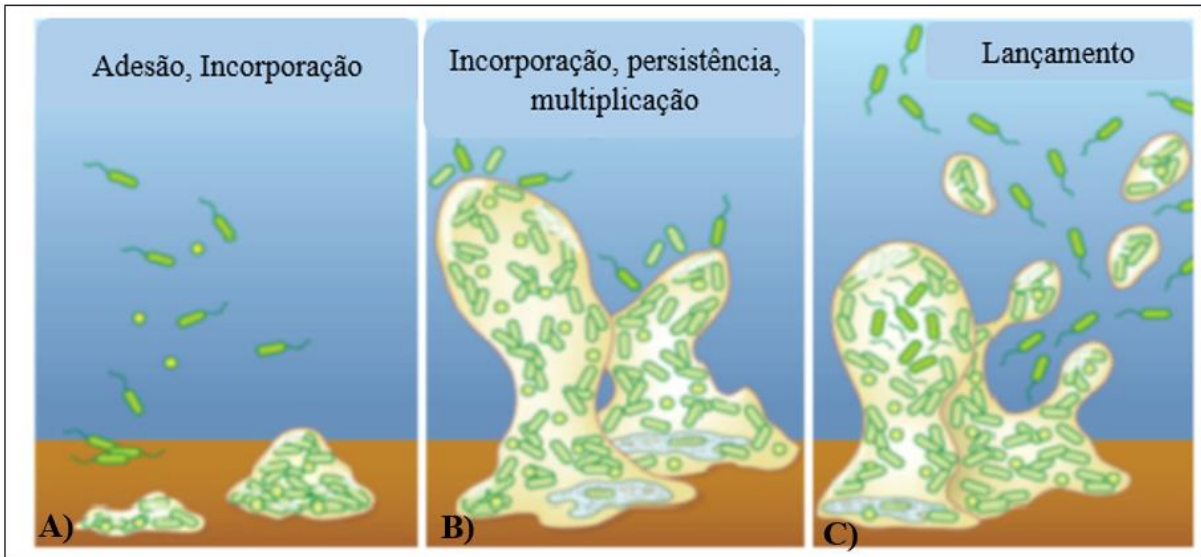 Adesão, Incorporação
Incorporação, persistência,
multiplicação
Lançamento
A)
B)
C)